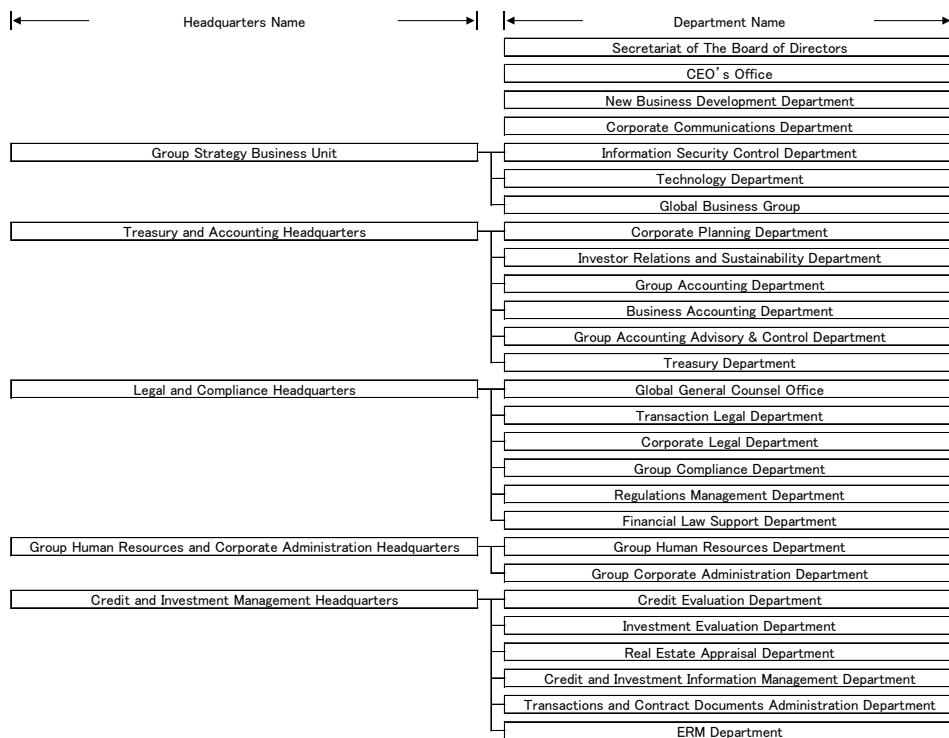 Headquarters Name Department Name
Secretariat of The Board of Directors
CEO’s Office
New Business Development Department
Corporate Communications Department
Group Strategy Business Unit Information Security Control Department
Technology Department
Global Business Group
Treasury and Accounting Headquarters Corporate Planning Department
Investor Relations and Sustainability Department
Group Accounting Department
Business Accounting Department
Group Accounting Advisory & Control Department
Treasury Department
Legal and Compliance Headquarters Global General Counsel Office
Transaction Legal Department
Corporate Legal Department
Group Compliance Department
Regulations Management Department
Financial Law Support Department
Group Human Resources and Corporate Administration Headquarters Group Human Resources Department
Group Corporate Administration Department
Credit and Investment Management Headquarters Credit Evaluation Department
Investment Evaluation Department
Real Estate Appraisal Department
Credit and Investment Information Management Department
Transactions and Contract Documents Administration Department
ERM Department